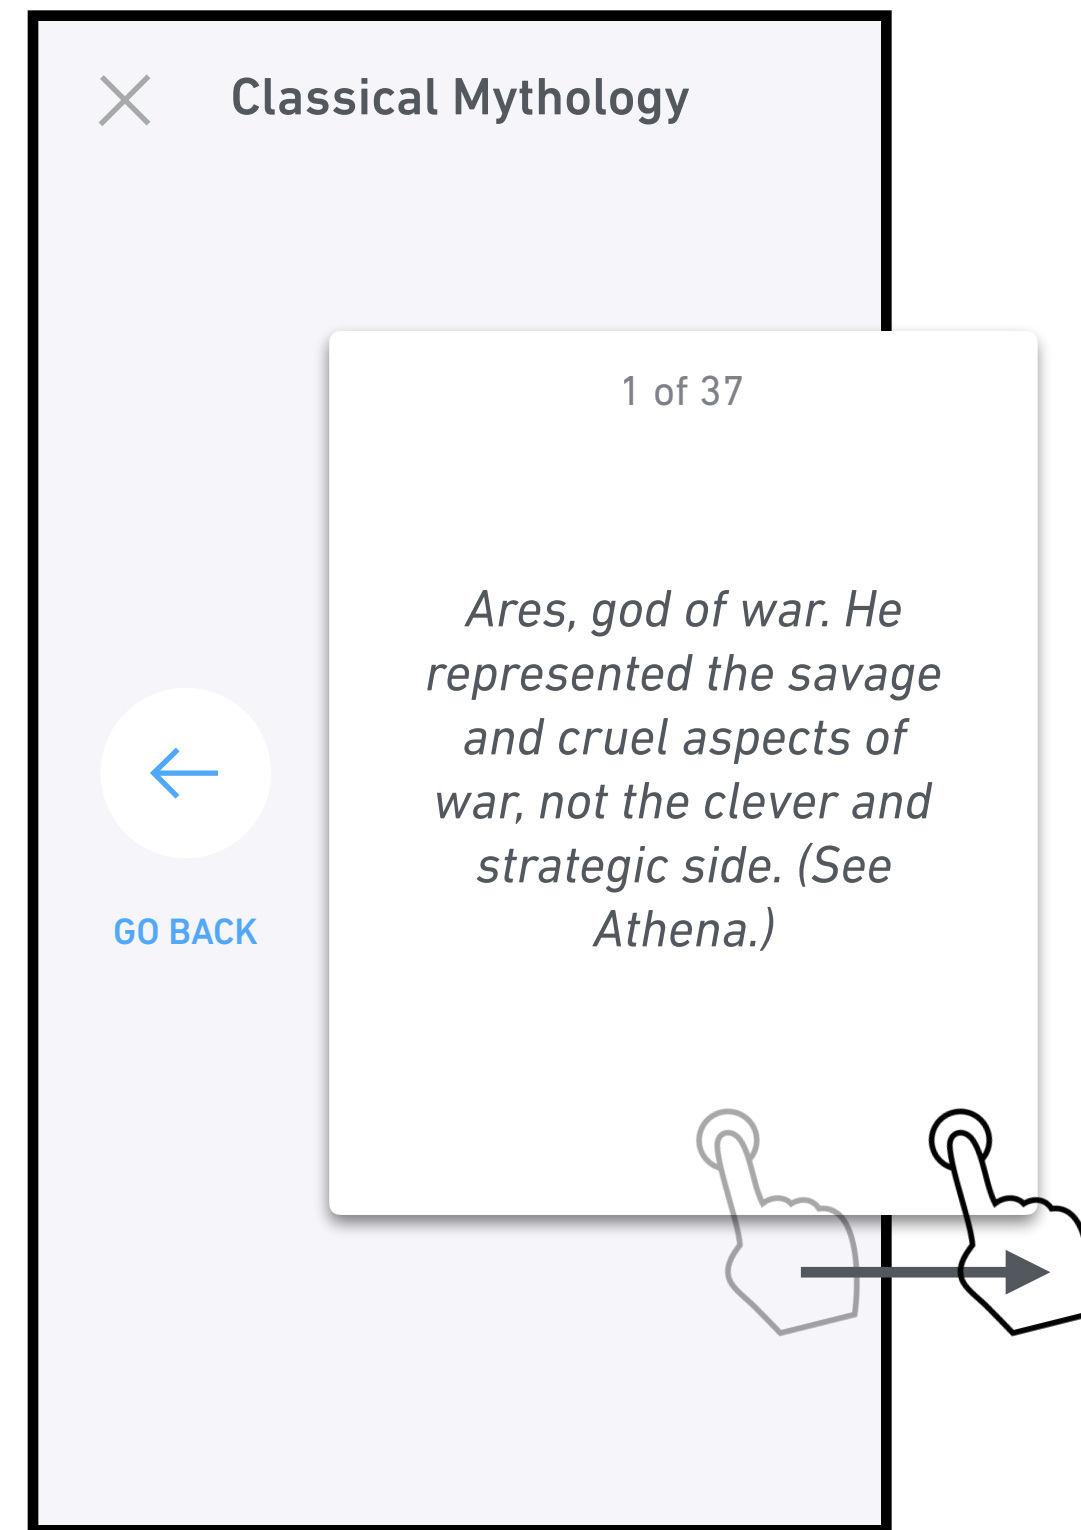 Classical Mythology
1 of 37
Ares, god of war. He
represented the savage
and cruel aspects of
war, not the clever and
strategic side. (See
Athena.)
GO BACK